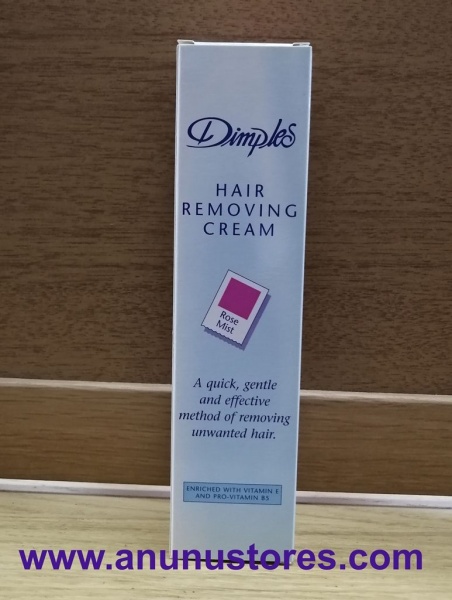 Dimples
HAIR
REMOVING
CREAM
Rose
Mist
A quick, gentle
and effective
method of removing
unwanted hair.
ENRICHED WITH VITAMIN E
AND PRO-VITAMIN B5
www.anunustores.com